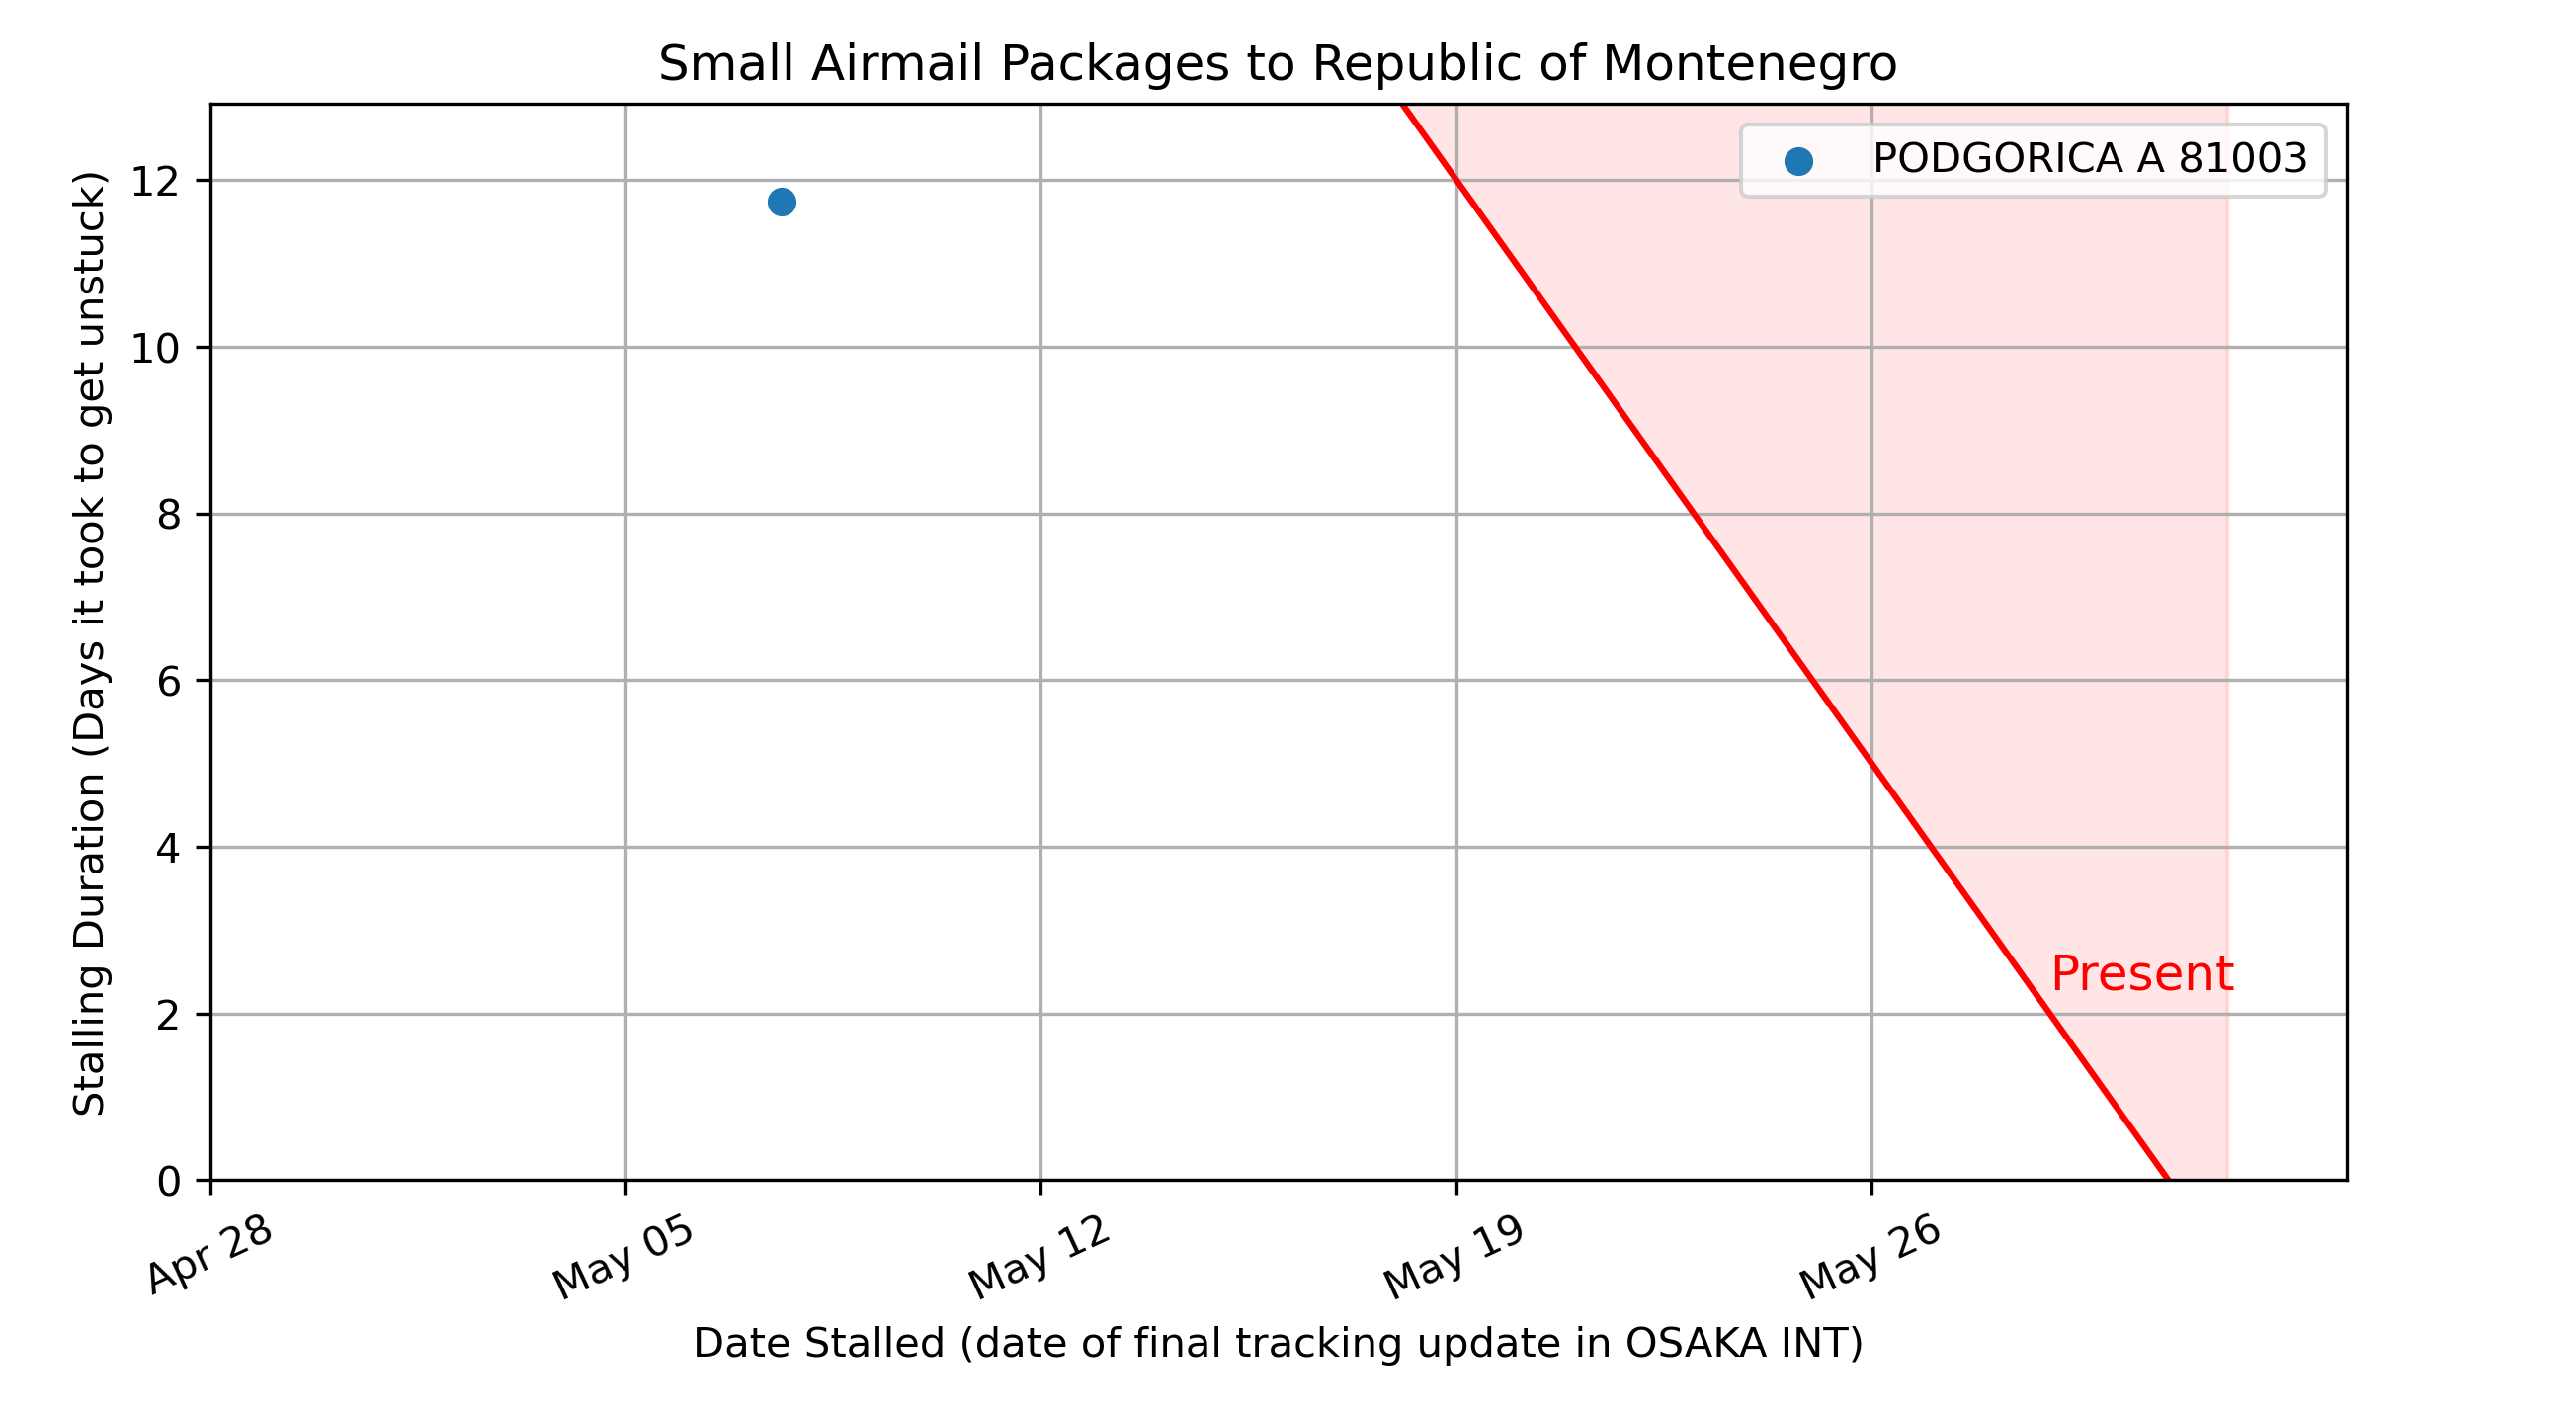 Small Airmail Packages to Republic of Montenegro
PODGORICA A 81003
Stalling Duration (Days it took to get unstuck)
12
10
8
6
4
2
0
Present
Apr 28
May 05
May 12
May 19
May 26
Date Stalled (date of final tracking update in OSAKA INT)